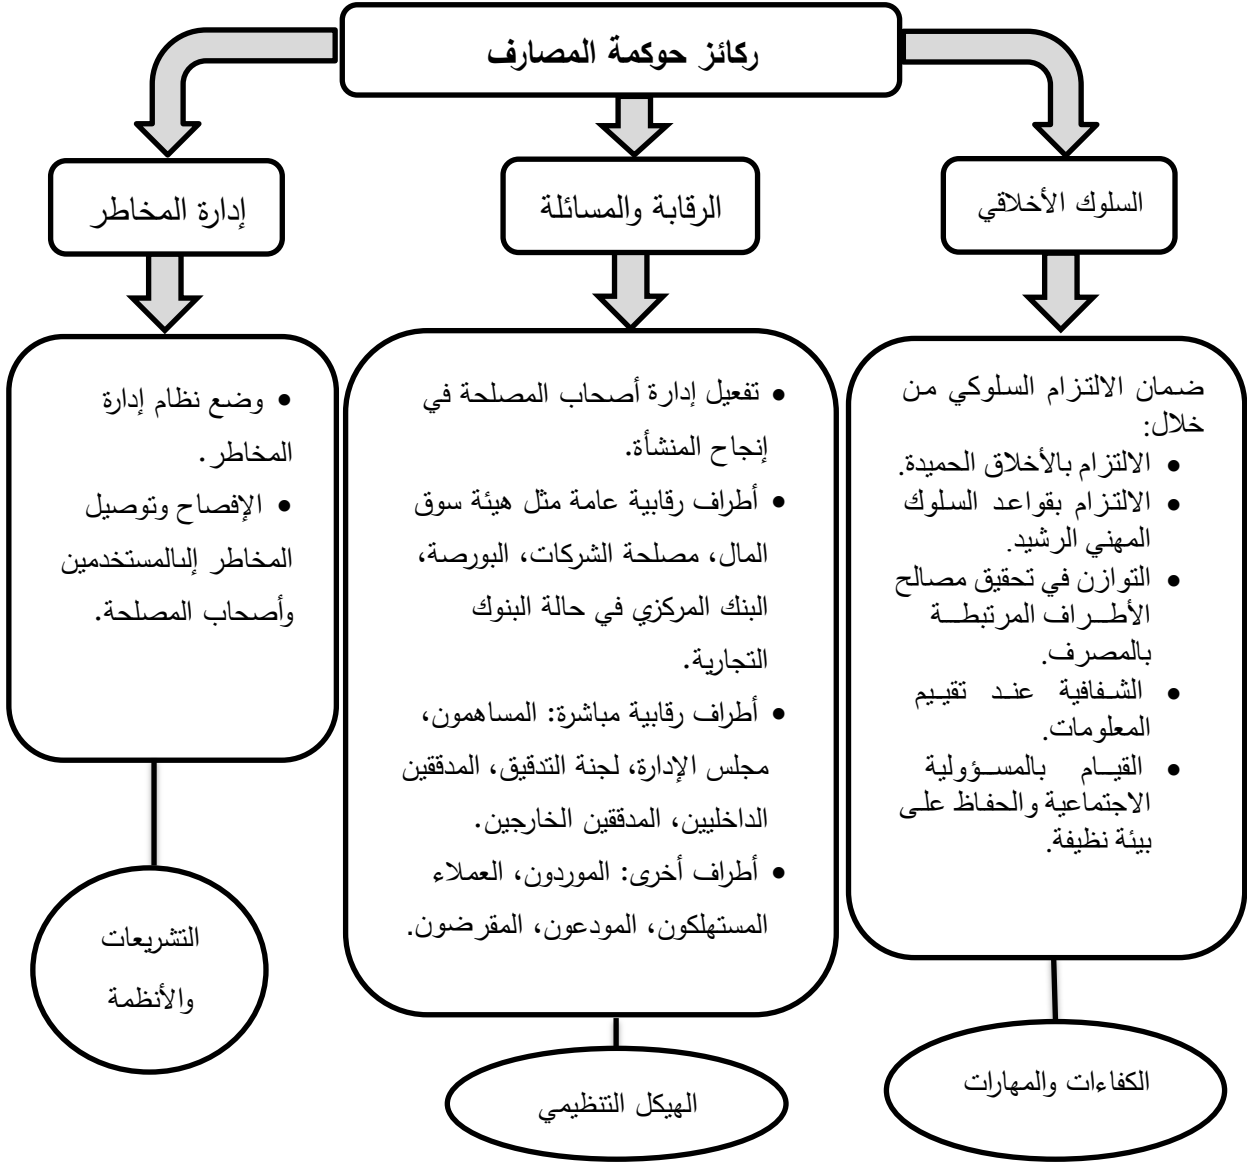 ركائز حوكمة المصارف
السلوك الأخلاقي
الرقابة والمسائلة
إدارة المخاطر
ضمان الالتزام السلوكي من
خلال:
• الالتزام بالأخلاق الحميدة.
• الالتزام بقواعد السلوك
المهني الرشيد.
• التوازن في تحقيق مصالح
الأطراف المرتبطة
بالمصرف.
• الشفافية عند تقييم
المعلومات.
• القيام بالمسؤولية
الاجتماعية والحفاظ على
بيئة نظيفة.
• تفعيل إدارة أصحاب المصلحة في
إنجاح المنشأة.
• أطراف رقابية عامة مثل هيئة سوق
المال، مصلحة الشركات، البورصة،
البنك المركزي في حالة البنوك
التجارية.
• أطراف رقابية مباشرة: المساهمون،
مجلس الإدارة، لجنة التدقيق، المدققين
الداخليين، المدققين الخارجين.
• أطراف أخرى: الموردون، العملاء
المستهلكون، المودعون، المقرضون.
• وضع نظام إدارة
المخاطر.
• الإفصاح وتوصيل
المخاطر إلىالمستخدمين
وأصحاب المصلحة.
الكفاءات والمهارات
الهيكل التنظيمي
التشريعات
والأنظمة